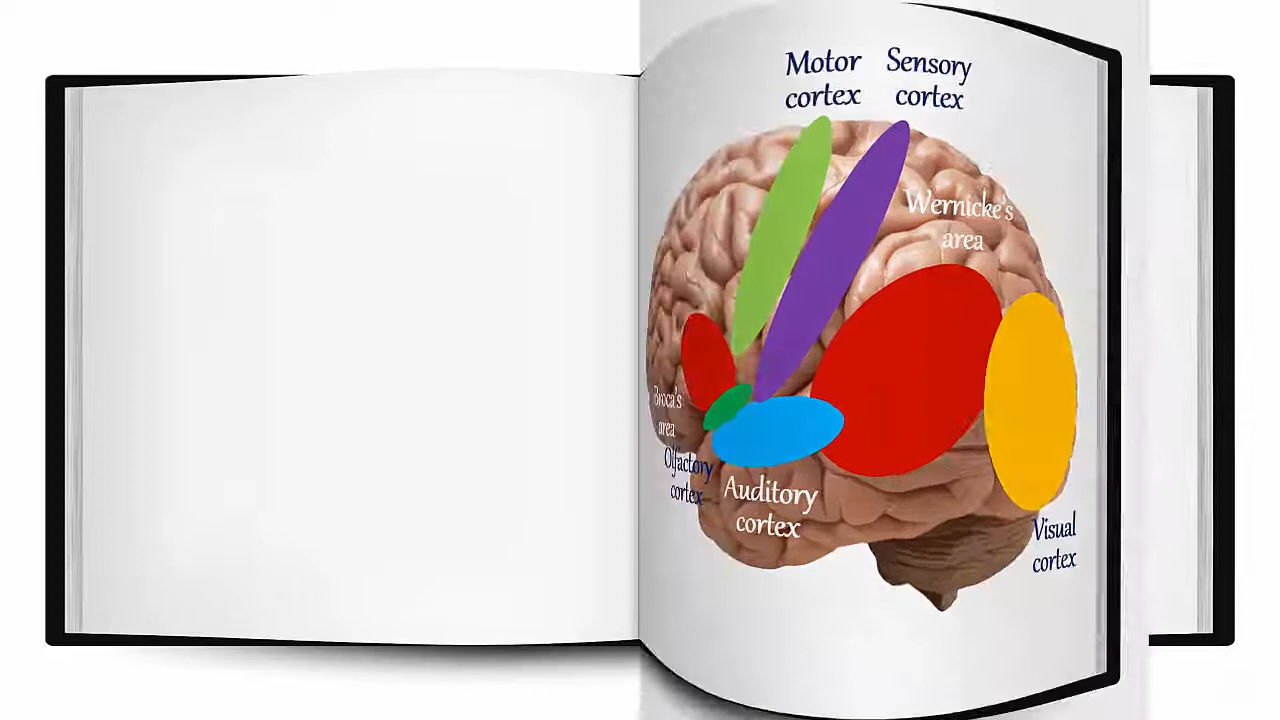 Motor
cortex
Sensory
cortex
Wernicke's
area
Broca's
area
Olfactory
cortex
Auditory
cortex
Visual
cortex